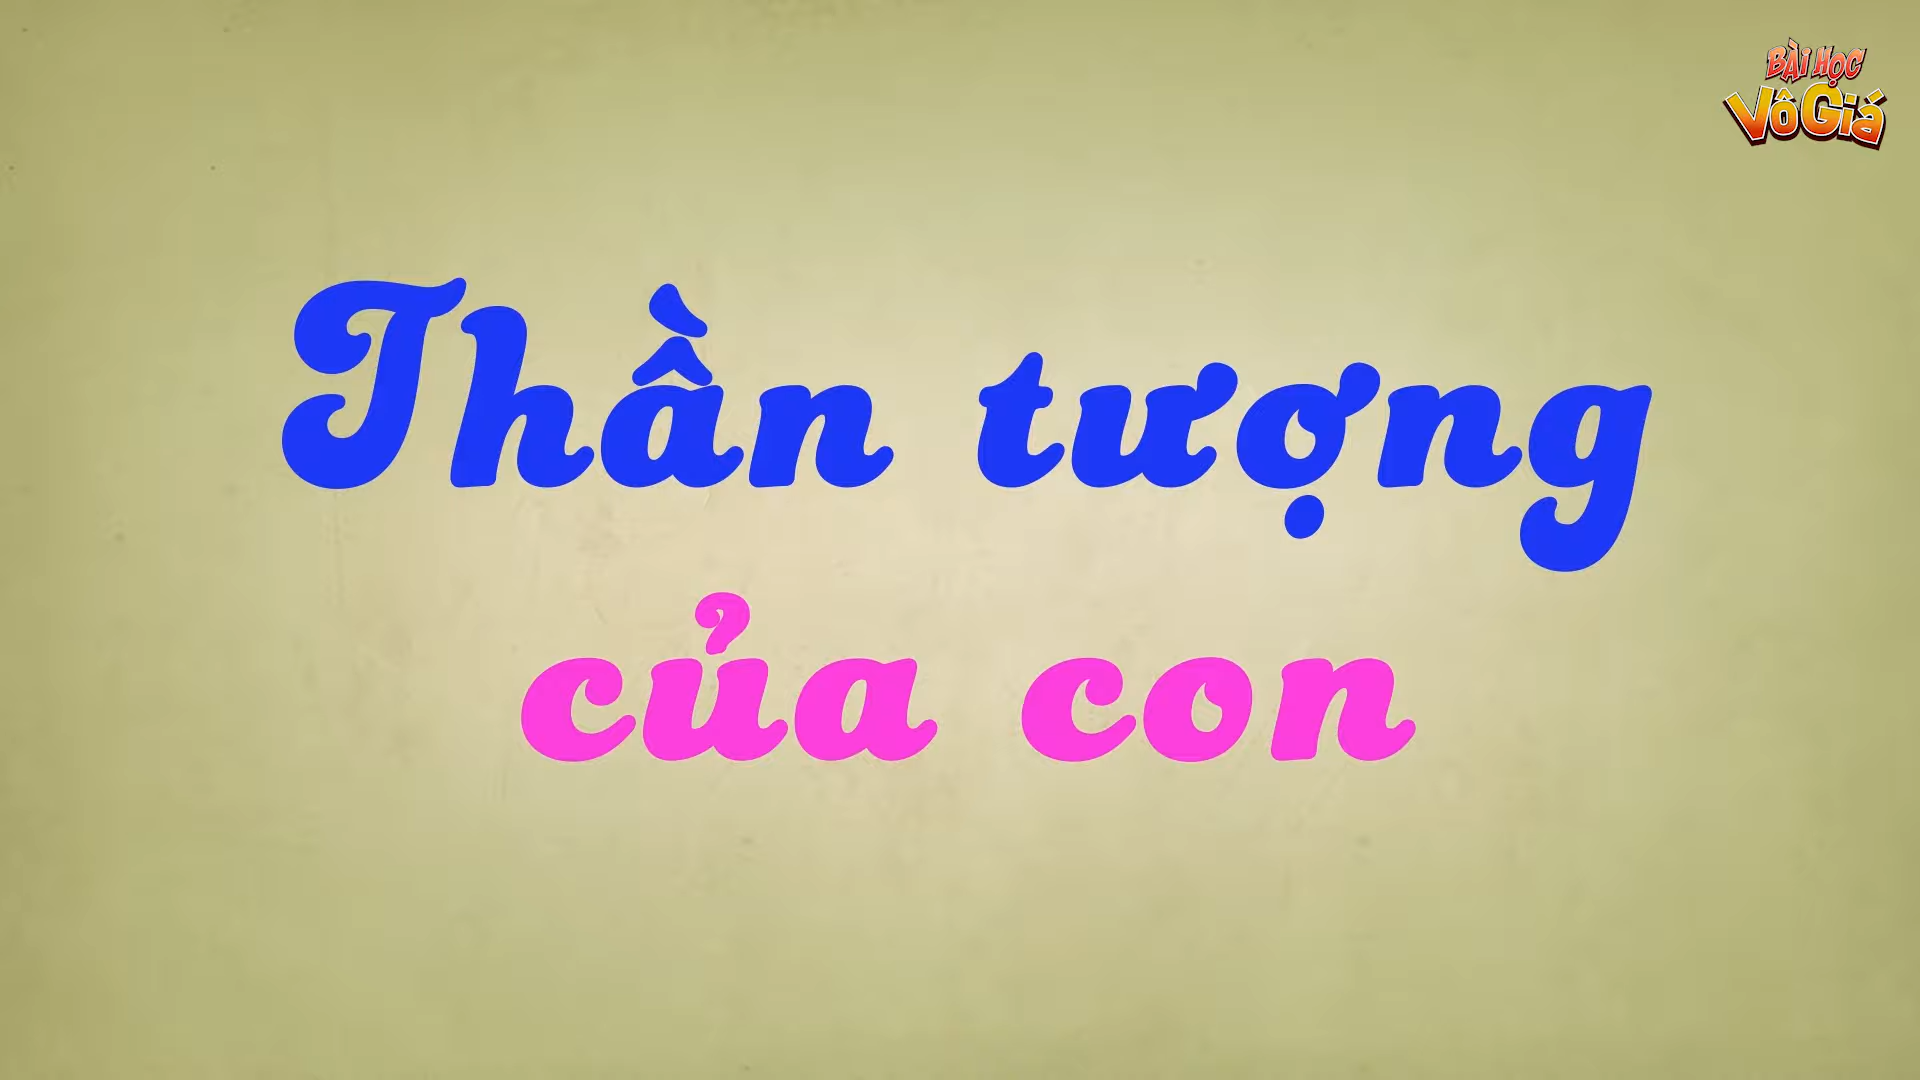 BÀI HỌC
Vô Giá
Thần tượng
của con